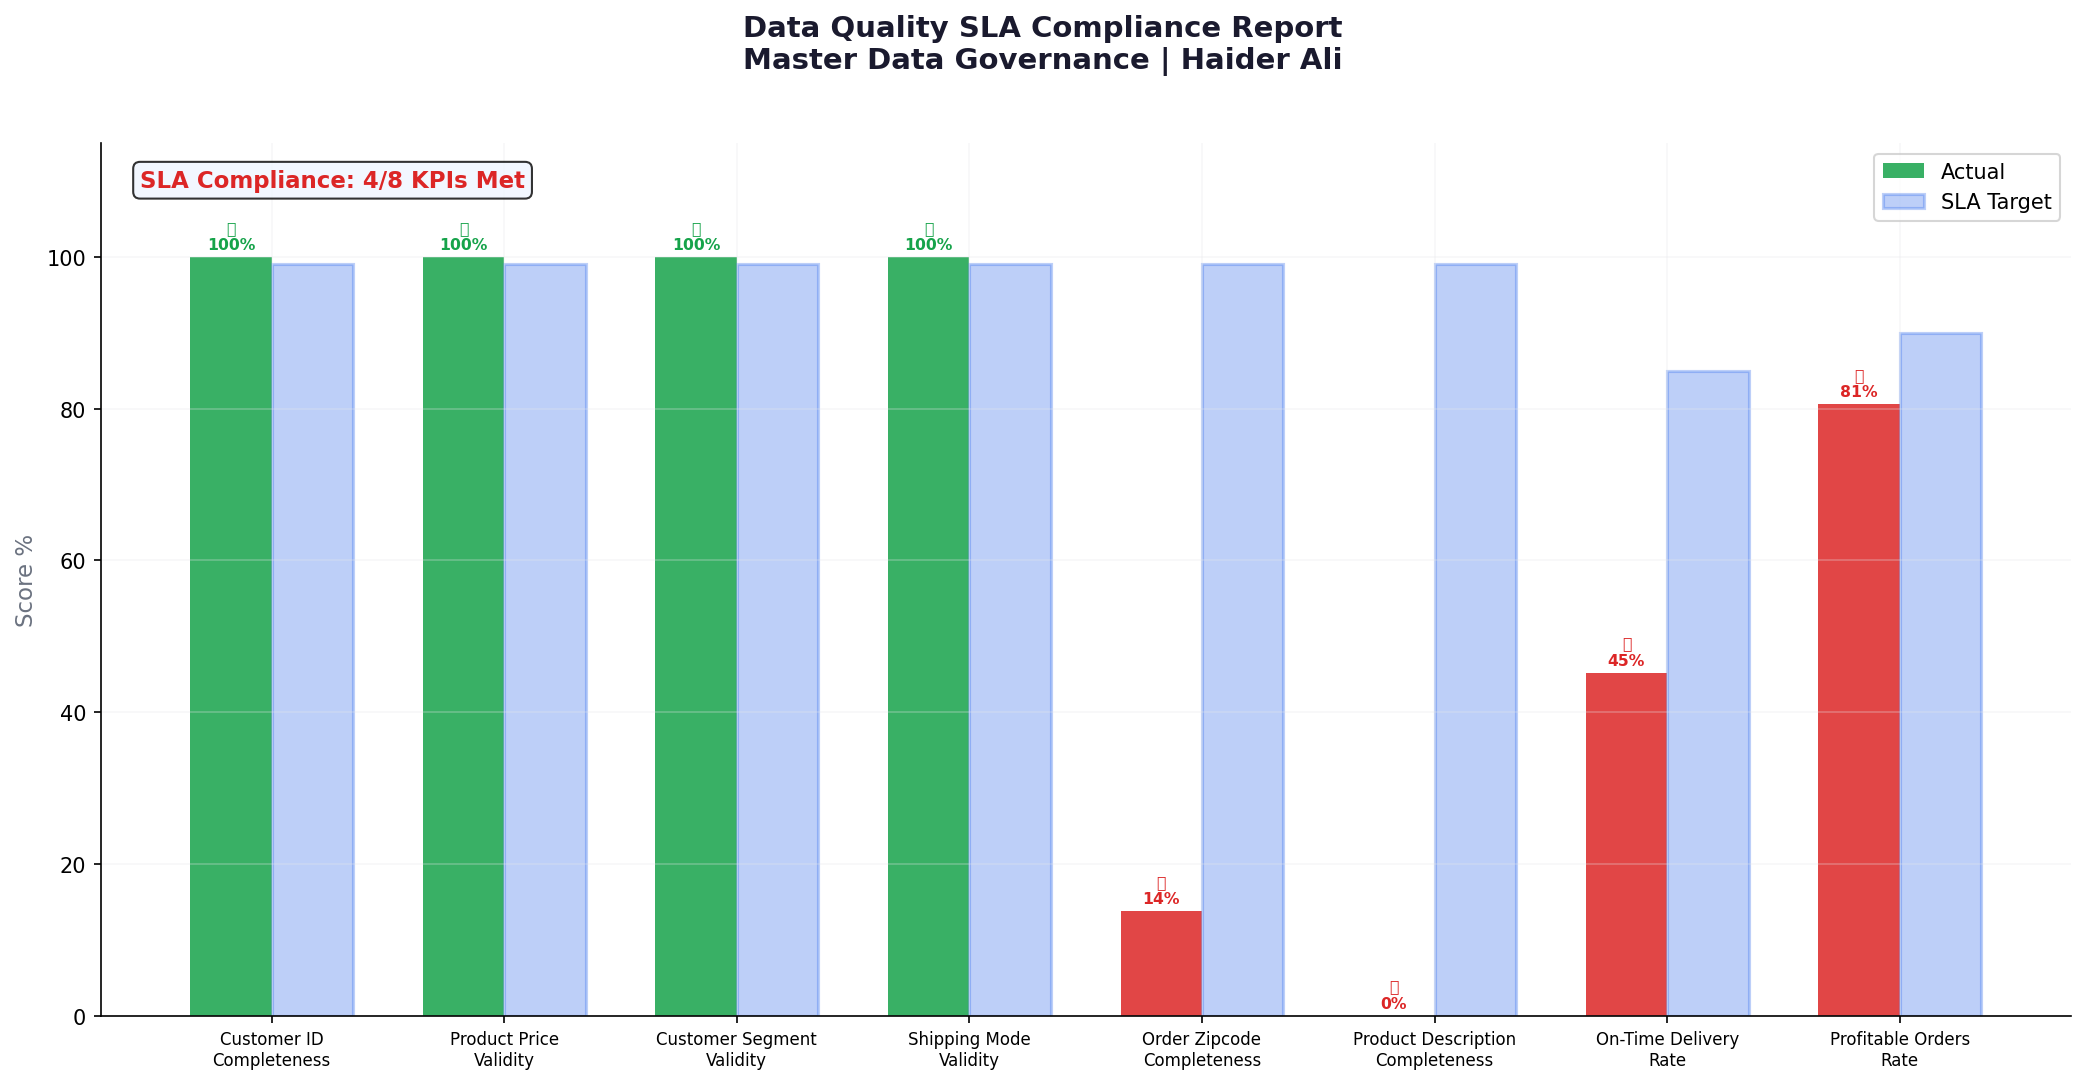 Data Quality SLA Compliance Report
Master Data Governance | Haider Ali
SLA Compliance: 4/8 KPIs Met
Actual
SLA Target
Score %
100
80
60
40
20
0
100%
100%
100%
100%
14%
0%
45%
81%
Customer ID
Completeness
Product Price
Validity
Customer Segment
Validity
Shipping Mode
Validity
Order Zipcode
Completeness
Product Description
Completeness
On-Time Delivery
Rate
Profitable Orders
Rate